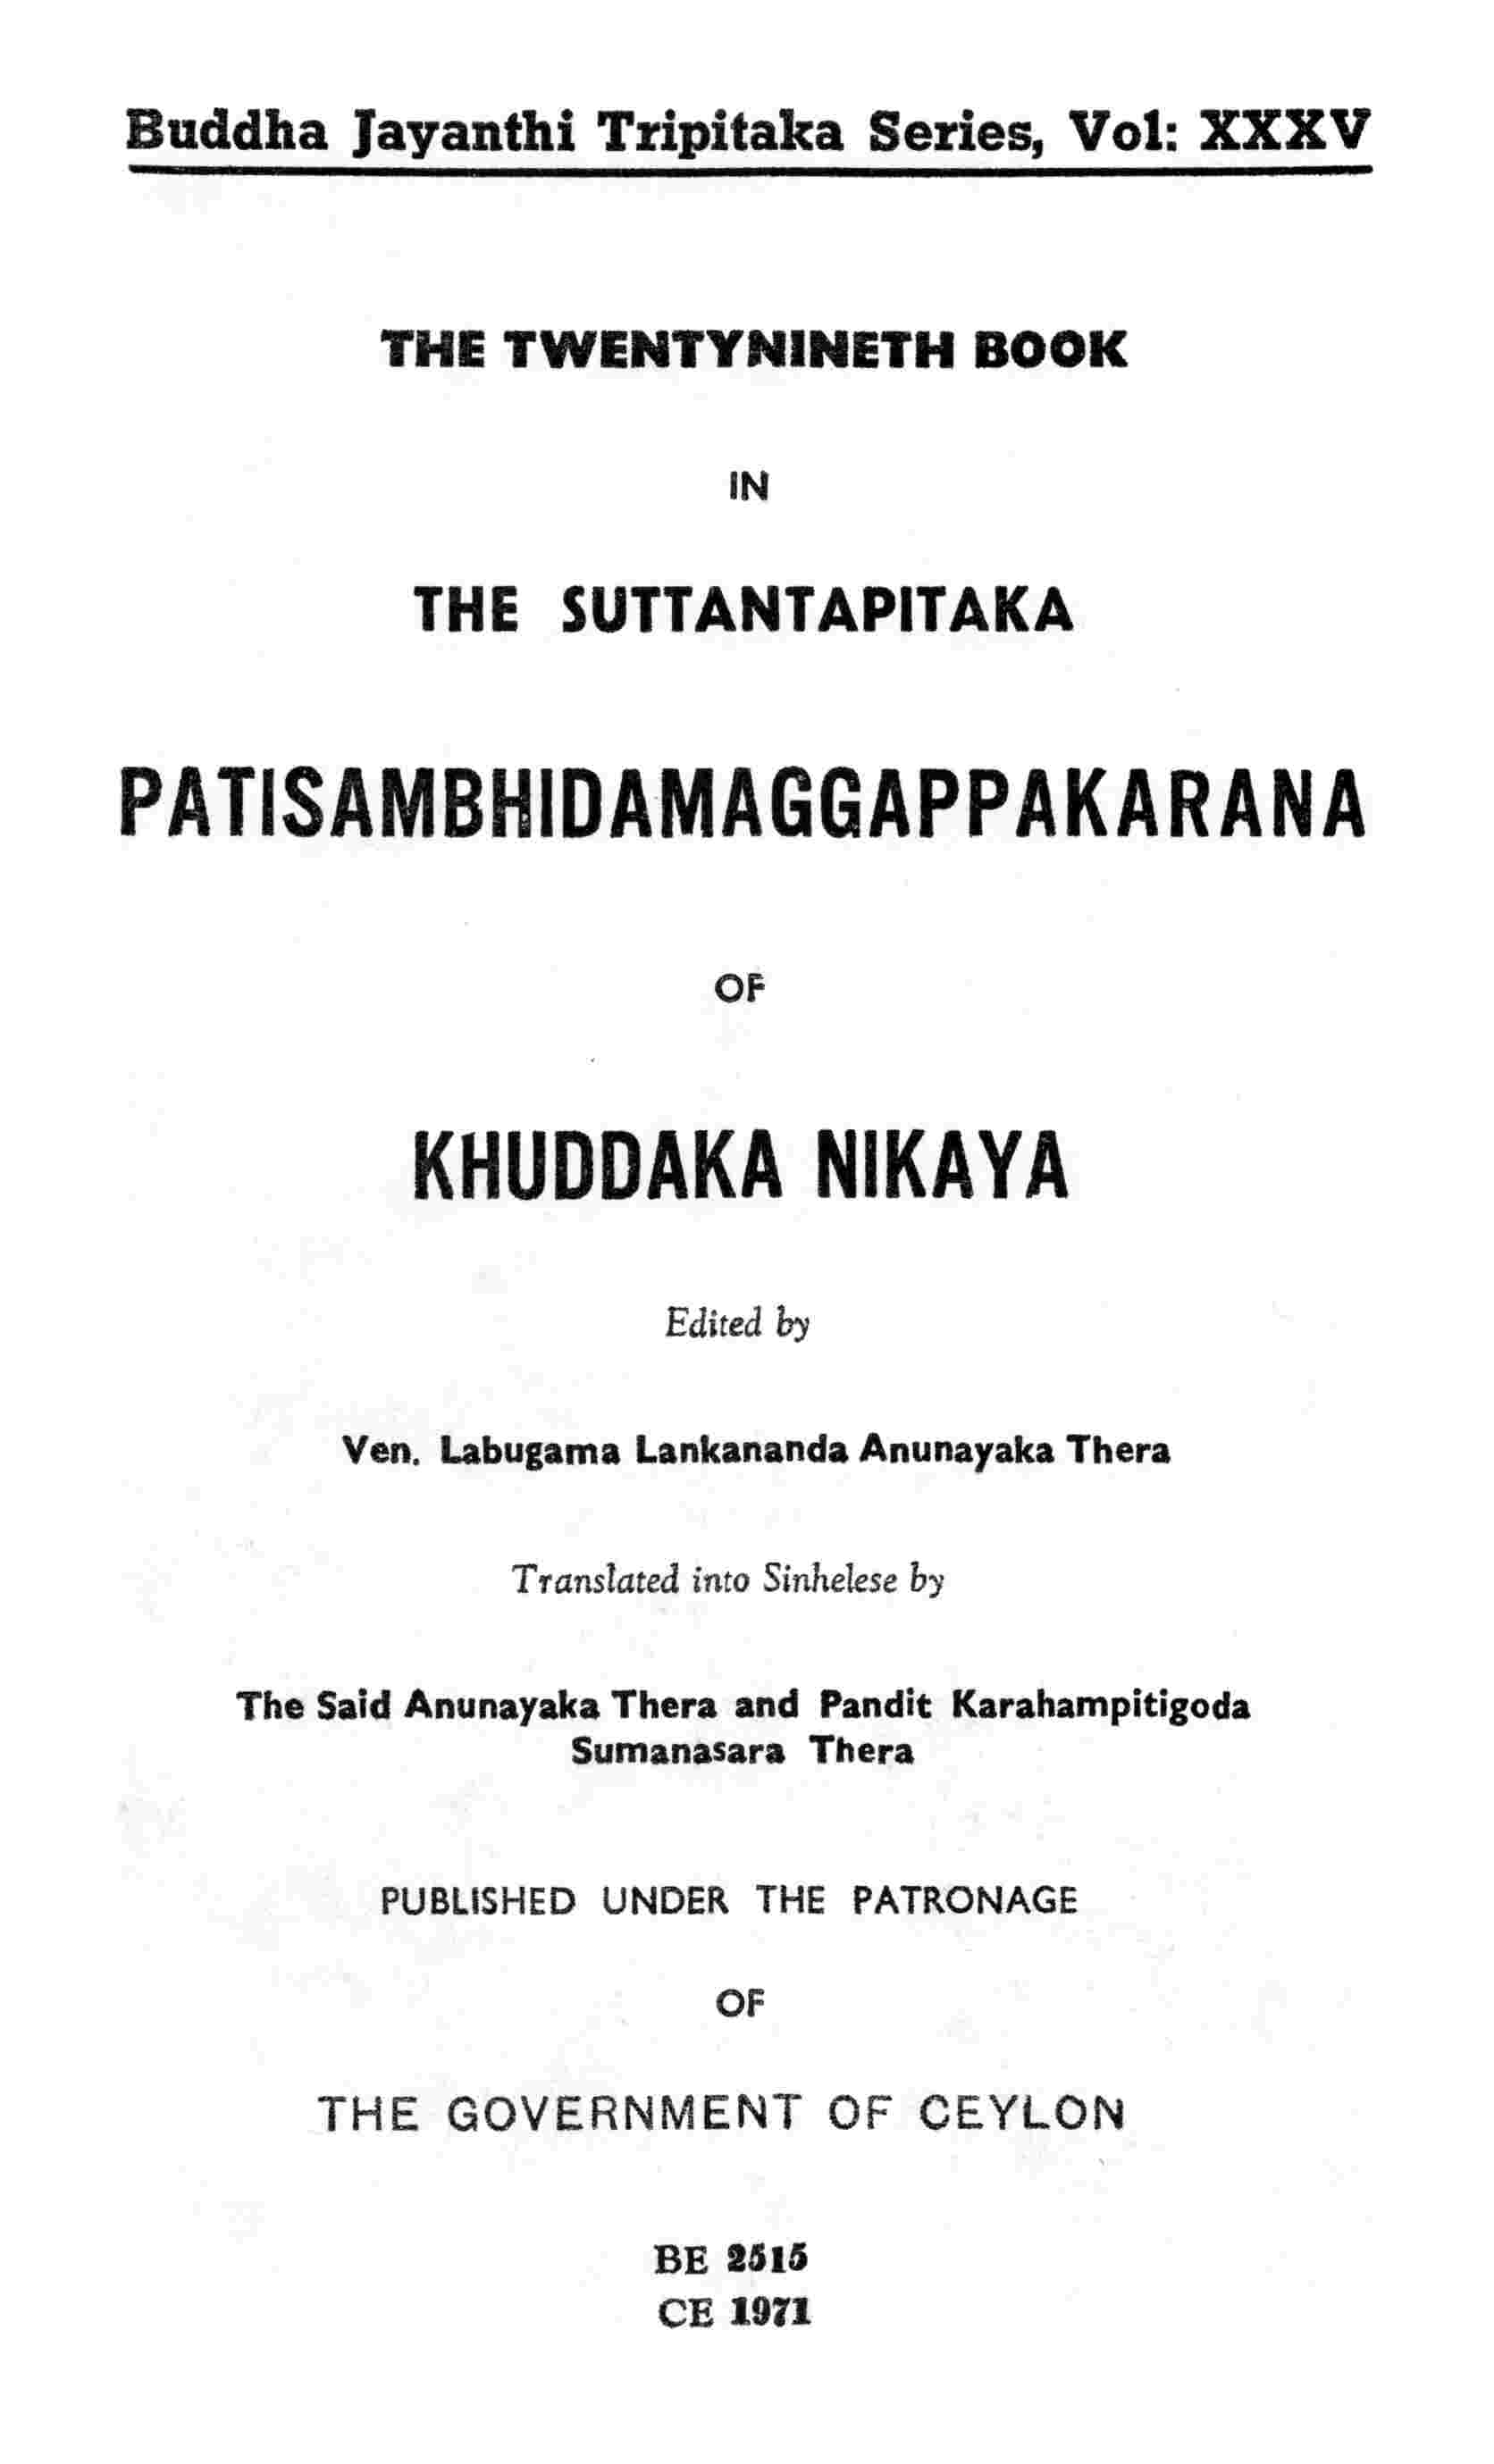 Buddha Jayanthi Tripitaka Series, Vol: XXXV
THE TWENTYNINETH BOOK
IN
THE SUTTANTAPITAKA
PATISAMBHIDAMAGGAPPAKARANA
OF
KHUDDAKA NIKAYA
Edited by
Ven. Labugama Lankananda Anunayaka Thera
Translated into Sinhelese by
The Said Anunayaka Thera and Pandit Karahampitigoda
Sumanasara Thera
PUBLISHED UNDER THE PATRONAGE
OF
THE GOVERNMENT OF CEYLON
BE 2515
CE 1971